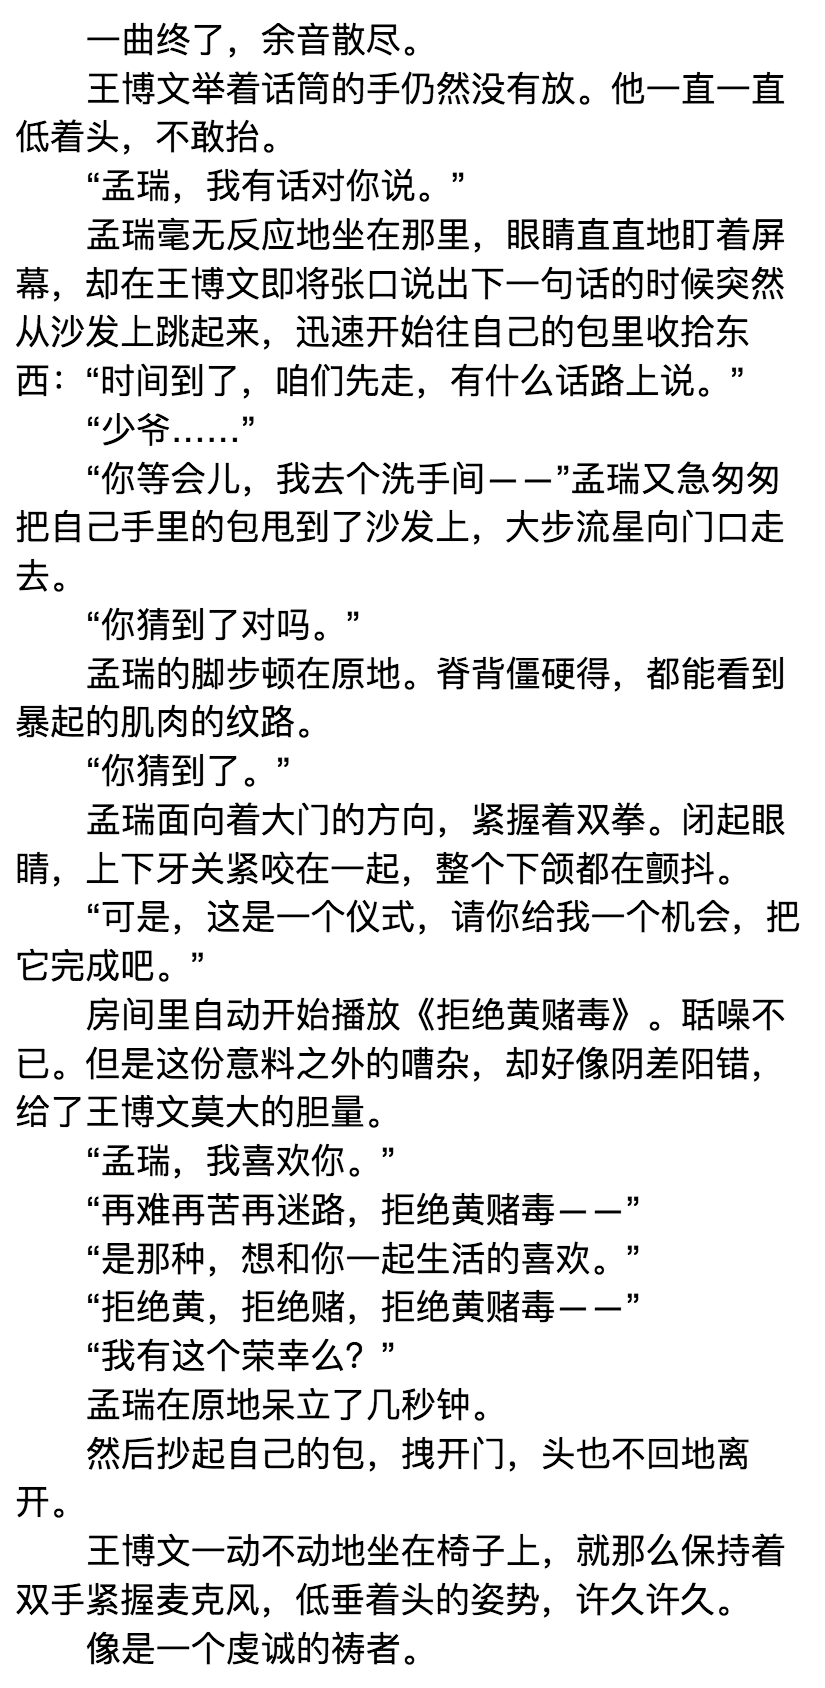 一曲终了，余音散尽。
王博文举着话筒的手仍然没有放。他一直一直
低着头，不敢抬。
“孟瑞，我有话对你说。”
孟瑞毫无反应地坐在那里，眼睛直直地盯着屏
幕，却在王博文即将张口说出下一句话的时候突然
从沙发上跳起来，迅速开始往自己的包里收拾东
西：“时间到了，咱们先走，有什么话路上说。”
“少爷……”
“你等会儿，我去个洗手间——”孟瑞又急匆匆
把自己手里的包甩到了沙发上，大步流星向门口走
去。
“你猜到了对吗。”
孟瑞的脚步顿在原地。脊背僵硬得，都能看到
暴起的肌肉的纹路。
“你猜到了。”
孟瑞面向着大门的方向，紧握着双拳。闭起眼
睛，上下牙关紧咬在一起，整个下颌都在颤抖。
“可是，这是一个仪式，请你给我一个机会，把
它完成吧。”
房间里自动开始播放《拒绝黄赌毒》。聒噪不
已。但是这份意料之外的嘈杂，却好像阴差阳错，
给了王博文莫大的胆量。
“孟瑞，我喜欢你。”
“再难再苦再迷路，拒绝黄赌毒——”
“是那种，想和你一起生活的喜欢。”
“拒绝黄，拒绝赌，拒绝黄赌毒——”
“我有这个荣幸么？”
孟瑞在原地呆立了几秒钟。
然后抄起自己的包，拽开门，头也不回地离
开。
王博文一动不动地坐在椅子上，就那么保持着
双手紧握麦克风，低垂着头的姿势，许久许久。
像是一个虔诚的祷者。